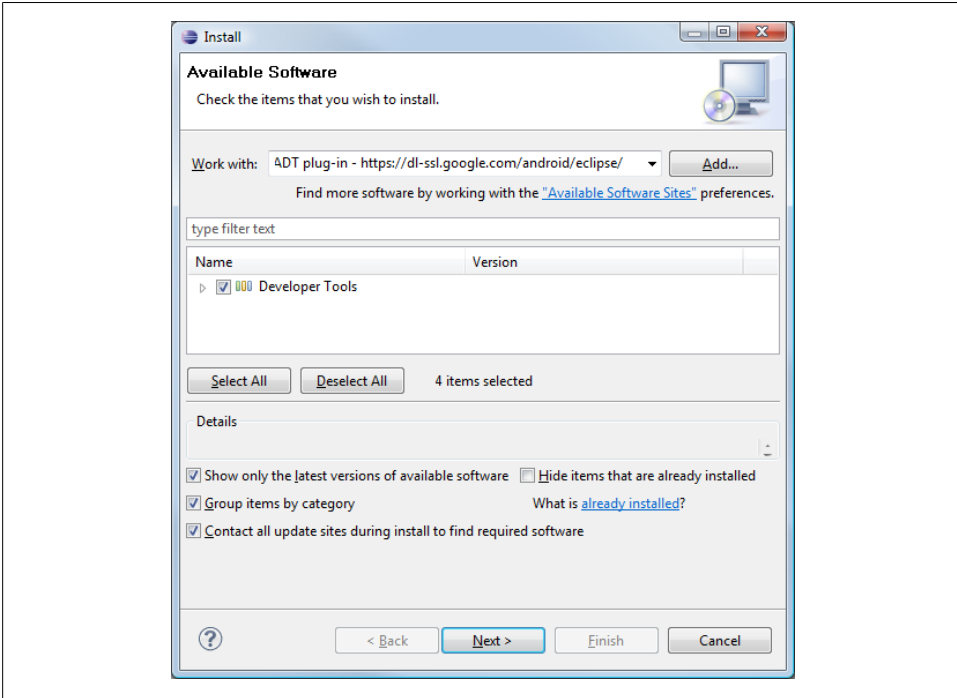 Install
Available Software
Check the items that you wish to install.
Work with: ADT plug-in - https://dl-ssl.google.com/android/eclipse/ Add...
Find more software by working with the "Available Software Sites" preferences.
type filter text
Name Version
Developer Tools
Select All Deselect All 4 items selected
Details
Show only the latest versions of available software Hide items that are already installed
Group items by category What is already installed?
Contact all update sites during install to find required software
? < Back Next > Finish Cancel